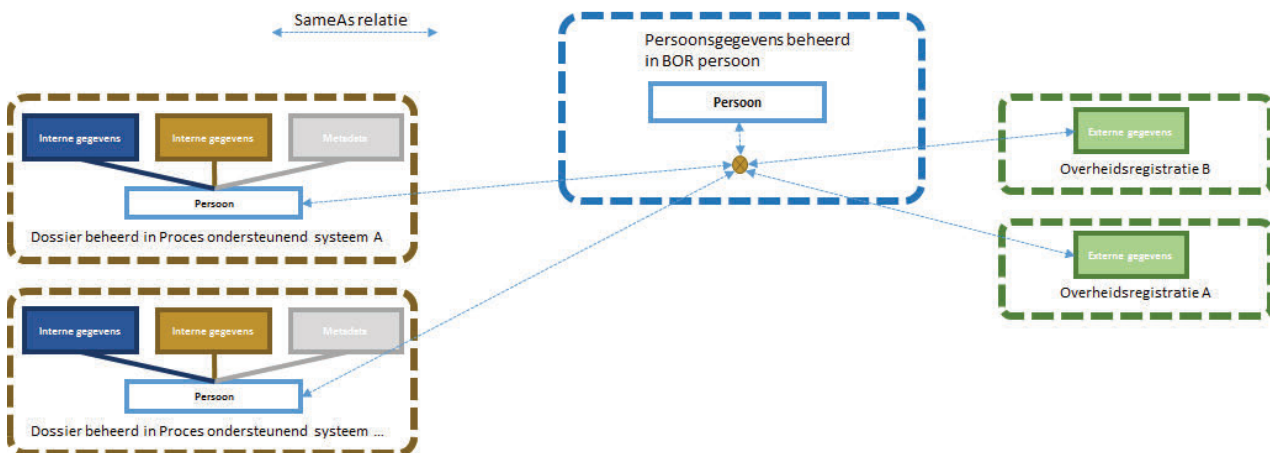 SameAs relatie
Persoonsgegevens beheerd
in BOR persoon
Persoon
Interne gegevens
Interne gegevens
Metadata
Persoon
Dossier beheerd in Proces ondersteunend systeem A
Externe gegevens
Overheidsregistratie B
Externe gegevens
Overheidsregistratie A
Interne gegevens
Interne gegevens
Metadata
Persoon
Dossier beheerd in Proces ondersteunend systeem ...